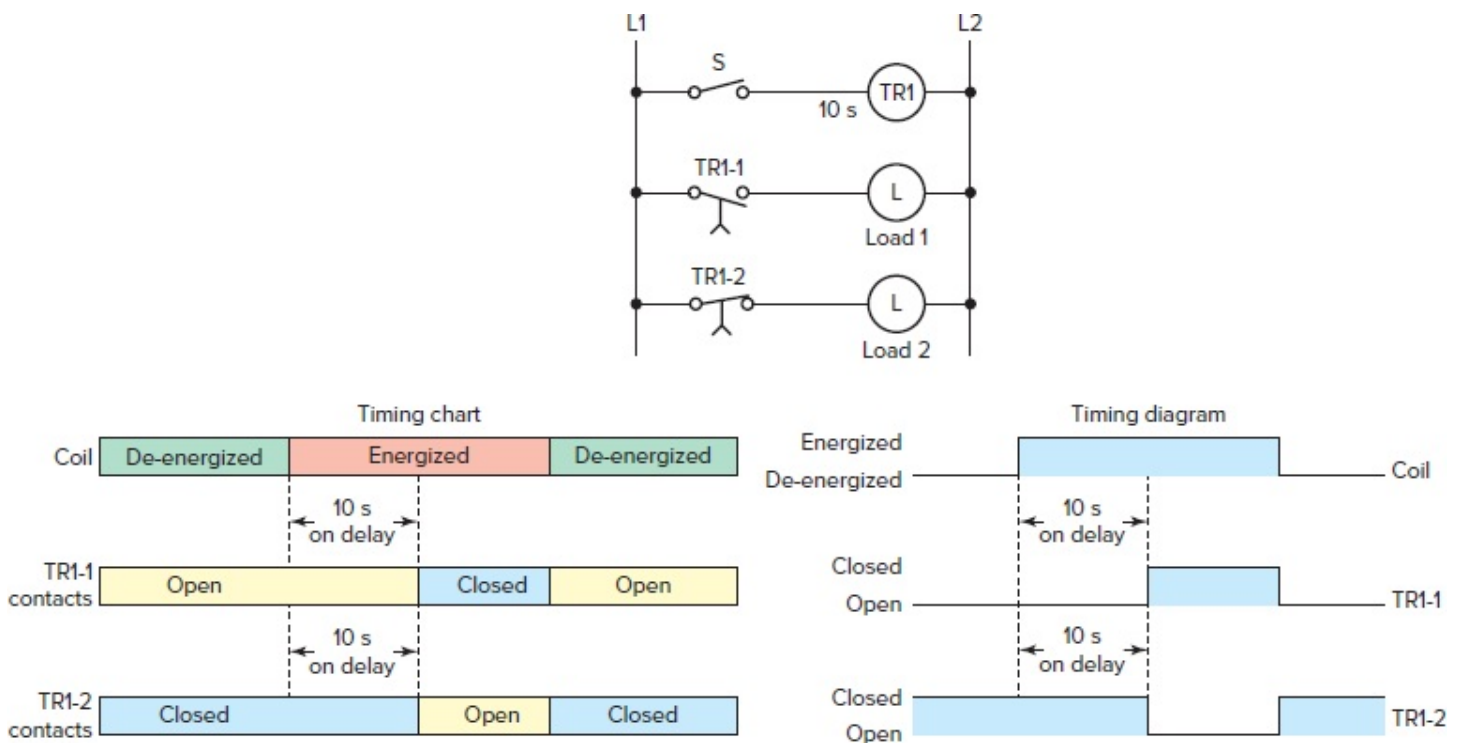 L1
L2
S
10 s
TR1
TR1-1
L
Load 1
TR1-2
L
Load 2
Timing chart
Coil
De-energized
Energized
De-energized
10 s
on delay
TR1-1
contacts
Open
Closed
Open
10 s
on delay
TR1-2
contacts
Closed
Open
Closed
Timing diagram
Energized
De-energized
Coil
10 s
on delay
Closed
Open
TR1-1
10 s
on delay
Closed
Open
TR1-2